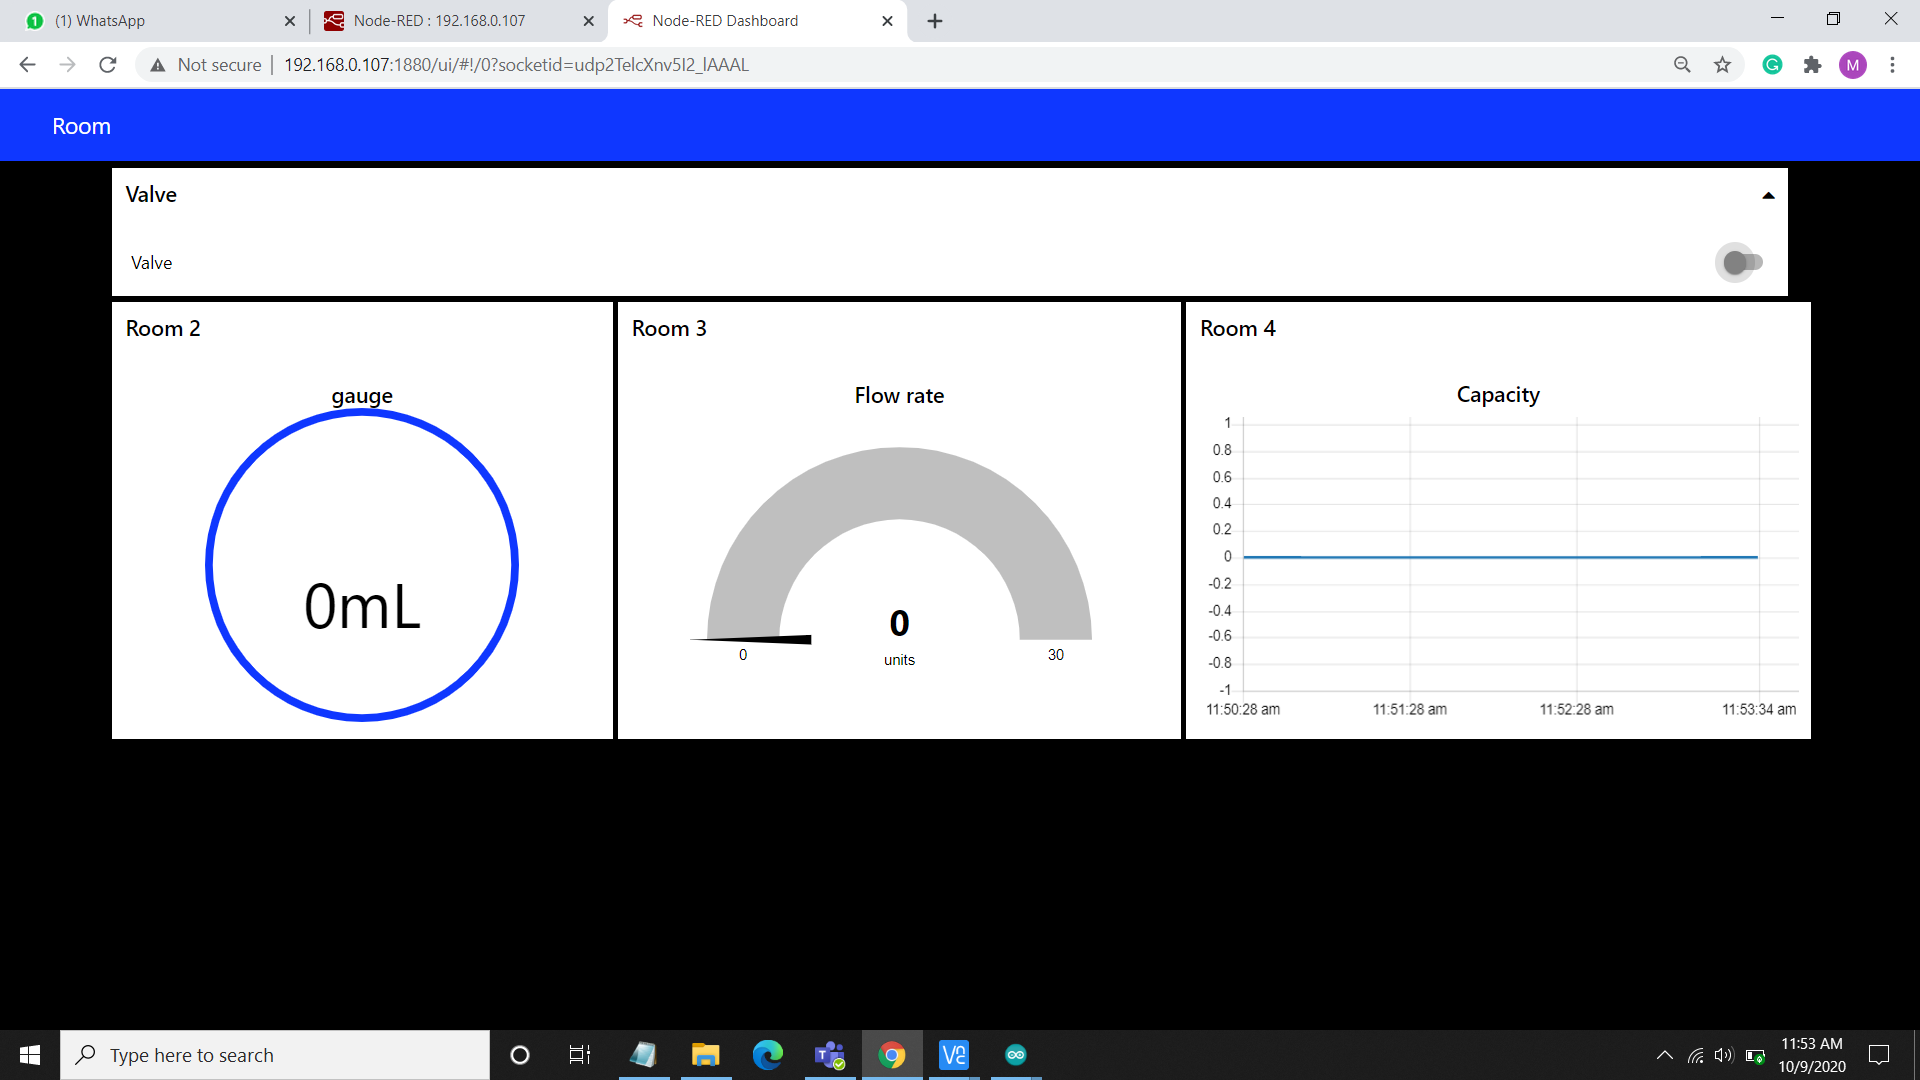 (1) WhatsApp
Node-RED : 192.168.0.107
Node-RED Dashboard
Not secure
192.168.0.107:1880/ui/#!/0?socketid=udp2TelcXnv5I2_lAAAL
M
Room
Valve
Valve
Room 2
gauge
0mL
Room 3
Flow rate
0
units
0
30
Room 4
Capacity
1
0.8
0.6
0.4
0.2
0
-0.2
-0.4
-0.6
-0.8
-1
11:50:28 am
11:51:28 am
11:52:28 am
11:53:34 am
Type here to search
11:53 AM
10/9/2020